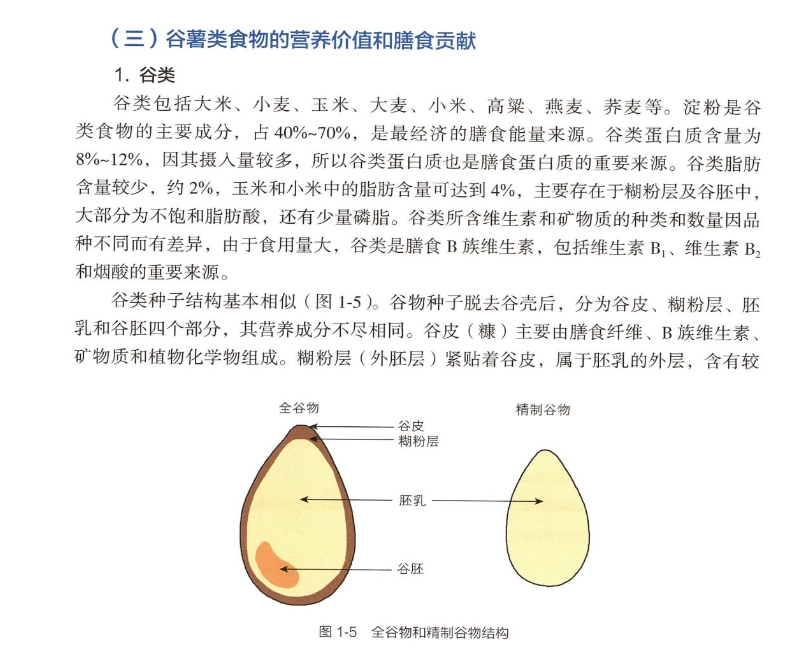 （三）谷薯类食物的营养价值和膳食贡献
1. 谷类
谷类包括大米、小麦、玉米、大麦、小米、高粱、燕麦、荞麦等。淀粉是谷
类食物的主要成分，占 40%~70%，是最经济的膳食能量来源。谷类蛋白质含量为
8%~12%，因其摄入量较多，所以谷类蛋白质也是膳食蛋白质的重要来源。谷类脂肪
含量较少，约 2%，玉米和小米中的脂肪含量可达到 4%，主要存在于糊粉层及谷胚中，
大部分为不饱和脂肪酸，还有少量磷脂。谷类所含维生素和矿物质的种类和数量因品
种不同而有差异，由于食用量大，谷类是膳食 B 族维生素，包括维生素 B₁、维生素 B₂
和烟酸的重要来源。
谷类种子结构基本相似（图 1-5）。谷物种子脱去谷壳后，分为谷皮、糊粉层、胚
乳和谷胚四个部分，其营养成分不尽相同。谷皮（糠）主要由膳食纤维、B 族维生素、
矿物质和植物化学物组成。糊粉层（外胚层）紧贴着谷皮，属于胚乳的外层，含有较
全谷物
精制谷物
谷皮
糊粉层
胚乳
谷胚
图 1-5 全谷物和精制谷物结构